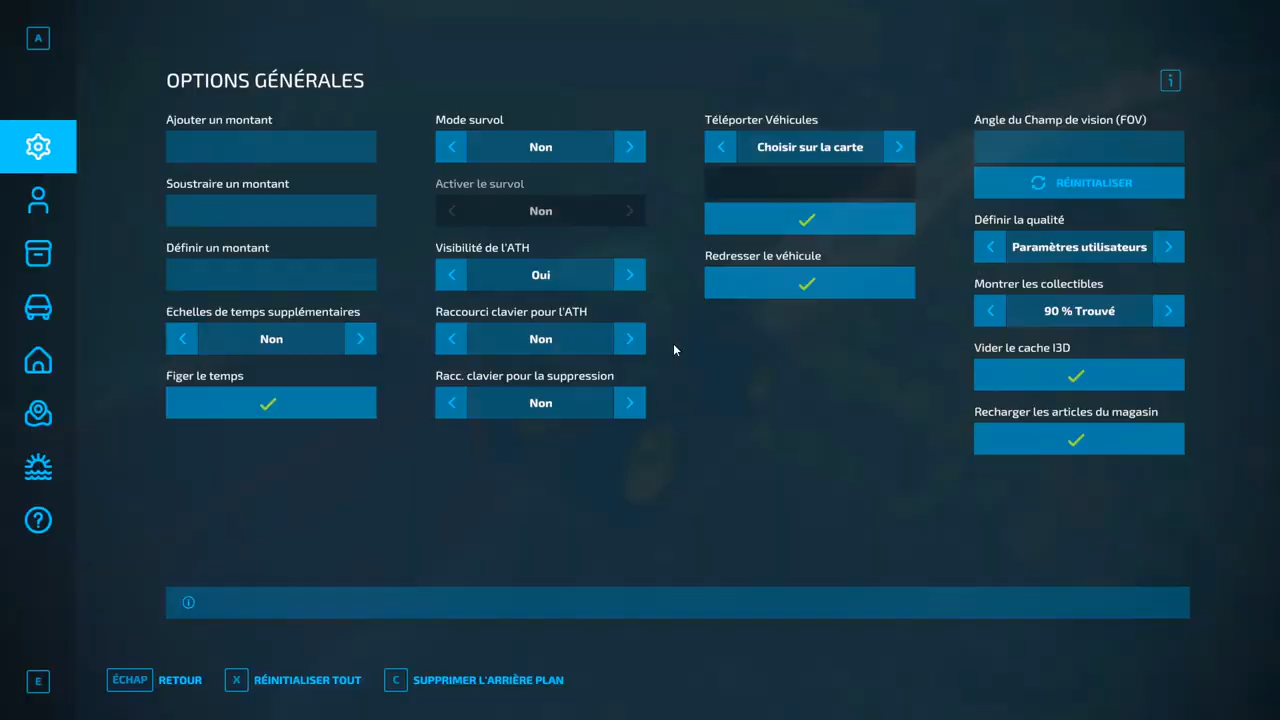 A
OPTIONS GÉNÉRALES
Ajouter un montant
Soustraire un montant
Définir un montant
Echelles de temps supplémentaires
Non
Figer le temps
Mode survol
Non
Activer le survol
Non
Visibilité de l'ATH
Oui
Raccourci clavier pour l'ATH
Non
Racc. clavier pour la suppression
Non
Téléporter Véhicules
Choisir sur la carte
Redresser le véhicule
Angle du Champ de vision (FOV)
RÉINITIALISER
Définir la qualité
Paramètres utilisateurs
Montrer les collectibles
90 % Trouvé
Vider le cache I3D
Recharger les articles du magasin
E
ÉCHAP RETOUR X RÉINITIALISER TOUT C SUPPRIMER L'ARRIÈRE PLAN